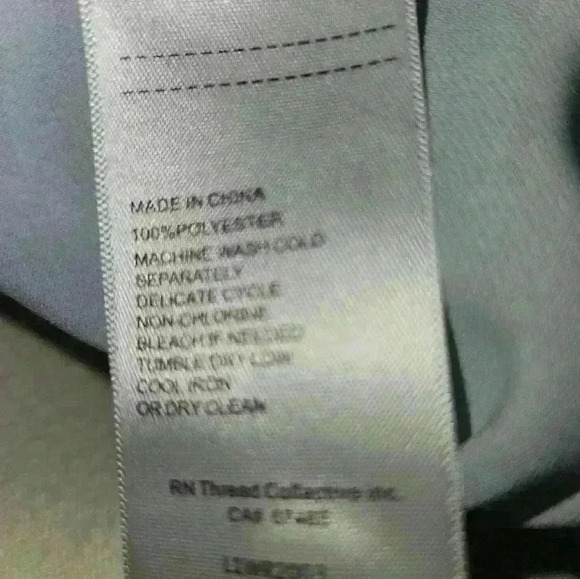 MADE IN CHINA
100%POLYESTER
MACHINE WASH COLD
SEPARATELY
DELICATE CYCLE
NON-CHLORINE
BLEACH IF NEEDED
TUMBLE DRY LOW
COOL IRON
OR DRY CLEAN
RN Thread Collective Inc.
CA#